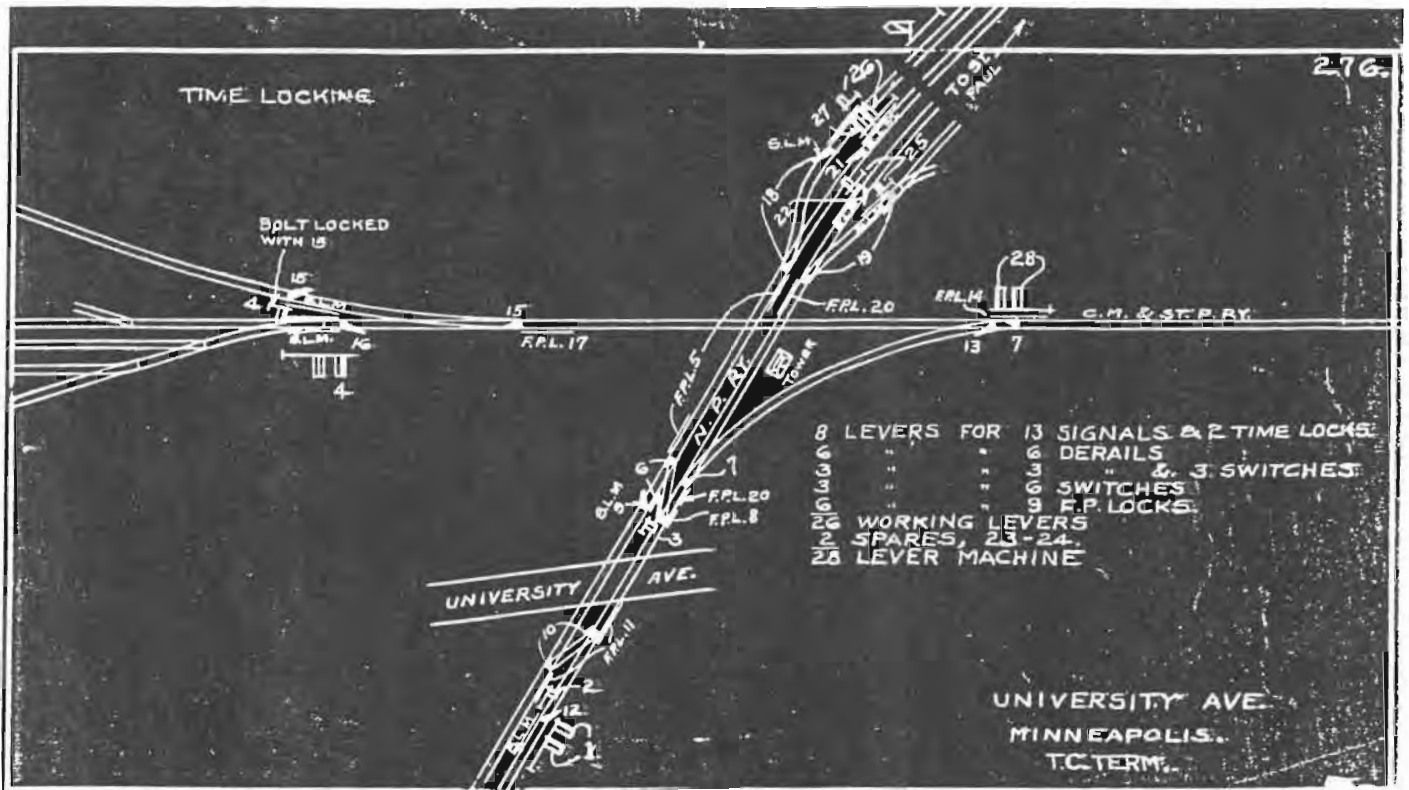 276.
TIME LOCKING
TO ST.
PAUL
26
27
B.L.M.
21
25
18
22
19
BOLT LOCKED
WITH 15
18
4
B.L.M.
15
F.P.L. 17
B.L.M.
16
4
F.P.L. 20
28
F.P.L. 14
C.M. & ST. P. RY.
13
7
F.P.L. 5
N. P. RY.
TOWER
6
7
B.L.M
9
F.P.L. 20
F.P.L. 8
3
8 LEVERS FOR 13 SIGNALS & 2 TIME LOCKS
6 " " 6 DERAILS
3 " " 3 " & 3 SWITCHES
3 " " 6 SWITCHES
6 " " 9 F.P. LOCKS.
26 WORKING LEVERS
2 SPARES, 23-24.
28 LEVER MACHINE
UNIVERSITY AVE.
10
F.P.L. 11
2
B.L.M.
12
1
UNIVERSITY AVE.
MINNEAPOLIS.
T.C. TERM.